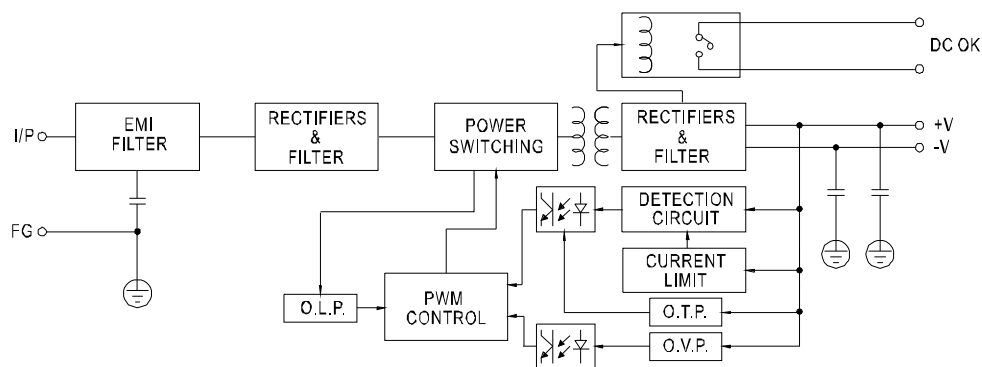 DC OK
I/P
EMI
FILTER
RECTIFIERS
&
FILTER
POWER
SWITCHING
RECTIFIERS
&
FILTER
+V
-V
FG
DETECTION
CIRCUIT
CURRENT
LIMIT
O.L.P.
PWM
CONTROL
O.T.P.
O.V.P.